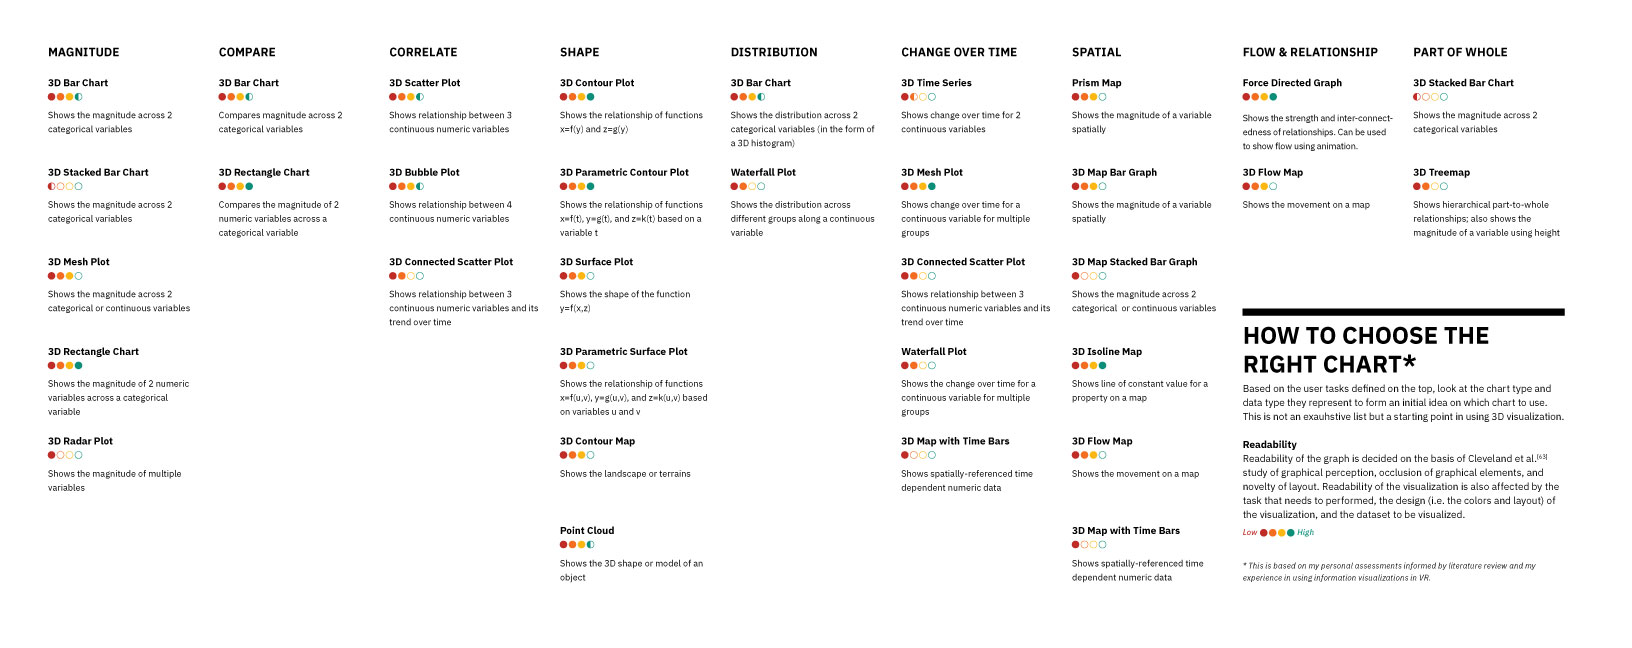 MAGNITUDE
3D Bar Chart
Shows the magnitude across 2
categorical variables
3D Stacked Bar Chart
Shows the magnitude across 2
categorical variables
3D Mesh Plot
Shows the magnitude across 2
categorical or continuous variables
3D Rectangle Chart
Shows the magnitude of 2 numeric
variables across a categorical
variable
3D Radar Plot
Shows the magnitude of multiple
variables
COMPARE
3D Bar Chart
Compares magnitude across 2
categorical variables
3D Rectangle Chart
Compares the magnitude of 2
numeric variables across a
categorical variable
CORRELATE
3D Scatter Plot
Shows relationship between 3
continuous numeric variables
3D Bubble Plot
Shows relationship between 4
continuous numeric variables
3D Connected Scatter Plot
Shows relationship between 3
continuous numeric variables and its
trend over time
SHAPE
3D Contour Plot
Shows the relationship of functions
x=f(y) and z=g(y)
3D Parametric Contour Plot
Shows the relationship of functions
x=f(t), y=g(t), and z=k(t) based on a
variable t
3D Surface Plot
Shows the shape of the function
y=f(x,z)
3D Parametric Surface Plot
Shows the relationship of functions
x=f(u,v), y=g(u,v), and z=k(u,v) based
on variables u and v
3D Contour Map
Shows the landscape or terrains
Point Cloud
Shows the 3D shape or model of an
object
DISTRIBUTION
3D Bar Chart
Shows the distribution across 2
categorical variables (in the form of
a 3D histogram)
Waterfall Plot
Shows the distribution across
different groups along a continuous
variable
CHANGE OVER TIME
3D Time Series
Shows change over time for 2
continuous variables
3D Mesh Plot
Shows change over time for a
continuous variable for multiple
groups
3D Connected Scatter Plot
Shows relationship between 3
continuous numeric variables and its
trend over time
Waterfall Plot
Shows the change over time for a
continuous variable for multiple
groups
3D Map with Time Bars
Shows spatially-referenced time
dependent numeric data
SPATIAL
Prism Map
Shows the magnitude of a variable
spatially
3D Map Bar Graph
Shows the magnitude of a variable
spatially
3D Map Stacked Bar Graph
Shows the magnitude across 2
categorical or continuous variables
3D Isoline Map
Shows line of constant value for a
property on a map
3D Flow Map
Shows the movement on a map
3D Map with Time Bars
Shows spatially-referenced time
dependent numeric data
FLOW & RELATIONSHIP
Force Directed Graph
Shows the strength and inter-connect-
edness of relationships. Can be used
to show flow using animation.
3D Flow Map
Shows the movement on a map
PART OF WHOLE
3D Stacked Bar Chart
Shows the magnitude across 2
categorical variables
3D Treemap
Shows hierarchical part-to-whole
relationships; also shows the
magnitude of a variable using height
HOW TO CHOOSE THE
RIGHT CHART*
Based on the user tasks defined on the top, look at the chart type and
data type they represent to form an initial idea on which chart to use.
This is not an exauhstive list but a starting point in using 3D visualization.
Readability
Readability of the graph is decided on the basis of Cleveland et al.[63]
study of graphical perception, occlusion of graphical elements, and
novelty of layout. Readability of the visualization is also affected by the
task that needs to performed, the design (i.e. the colors and layout) of
the visualization, and the dataset to be visualized.
Low High
* This is based on my personal assessments informed by literature review and my
experience in using information visualizations in VR.